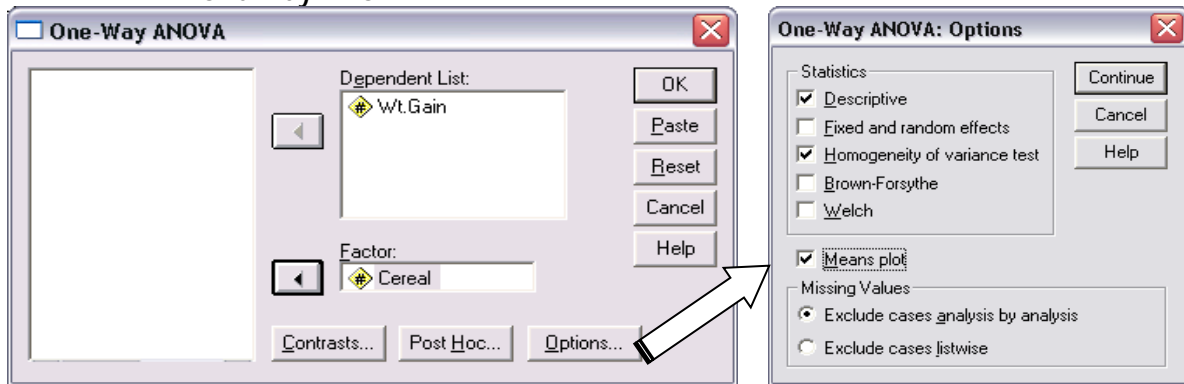 One-Way ANOVA
Dependent List:
Wt.Gain
OK
Paste
Reset
Cancel
Help
Factor:
Cereal
Contrasts...
Post Hoc...
Options...
One-Way ANOVA: Options
Statistics
Descriptive
Fixed and random effects
Homogeneity of variance test
Brown-Forsythe
Welch
Means plot
Missing Values
Exclude cases analysis by analysis
Exclude cases listwise
Continue
Cancel
Help